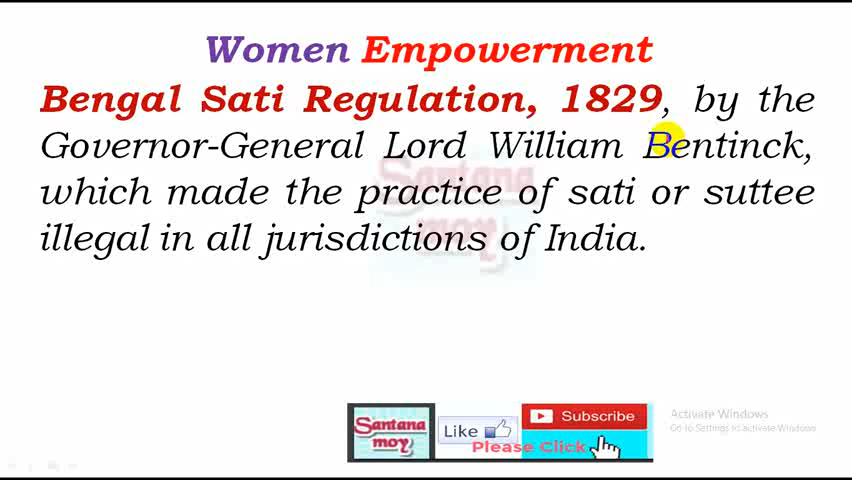 Women Empowerment
Bengal Sati Regulation, 1829, by the
Governor-General Lord William Bentinck,
which made the practice of sati or suttee
illegal in all jurisdictions of India.
Santana
moy
Santana
moy
Like
Subscribe
Please Click
Activate Windows
Go to Settings to activate Windows